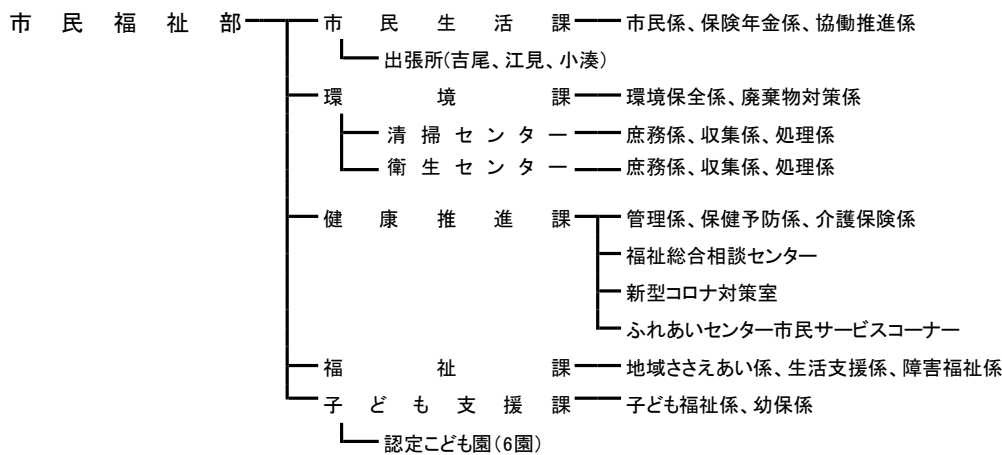 市民福祉部 市民生活課 市民係、保険年金係、協働推進係
出張所(吉尾、江見、小湊)
環境課 環境保全係、廃棄物対策係
清掃センター 庶務係、収集係、処理係
衛生センター 庶務係、収集係、処理係
健康推進課 管理係、保健予防係、介護保険係
福祉総合相談センター
新型コロナ対策室
ふれあいセンター市民サービスコーナー
福祉課 地域ささえあい係、生活支援係、障害福祉係
子ども支援課 子ども福祉係、幼保係
認定こども園(6園)